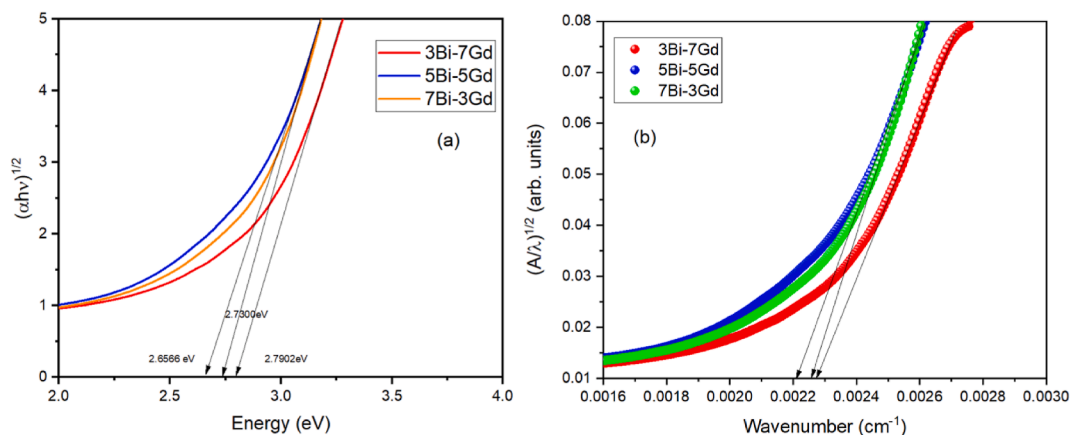 5
4
3
2
1
0
(αhν)1/2
3Bi-7Gd
5Bi-5Gd
7Bi-3Gd
(a)
2.7300eV
2.6566 eV
2.7902eV
2.0
2.5
3.0
3.5
4.0
Energy (eV)
0.08
0.07
0.06
0.05
0.04
0.03
0.02
0.01
(A/λ)1/2 (arb. units)
3Bi-7Gd
5Bi-5Gd
7Bi-3Gd
(b)
0.0016
0.0020
0.0022
0.0024
0.0026
0.0028
0.0030
Wavenumber (cm-1)